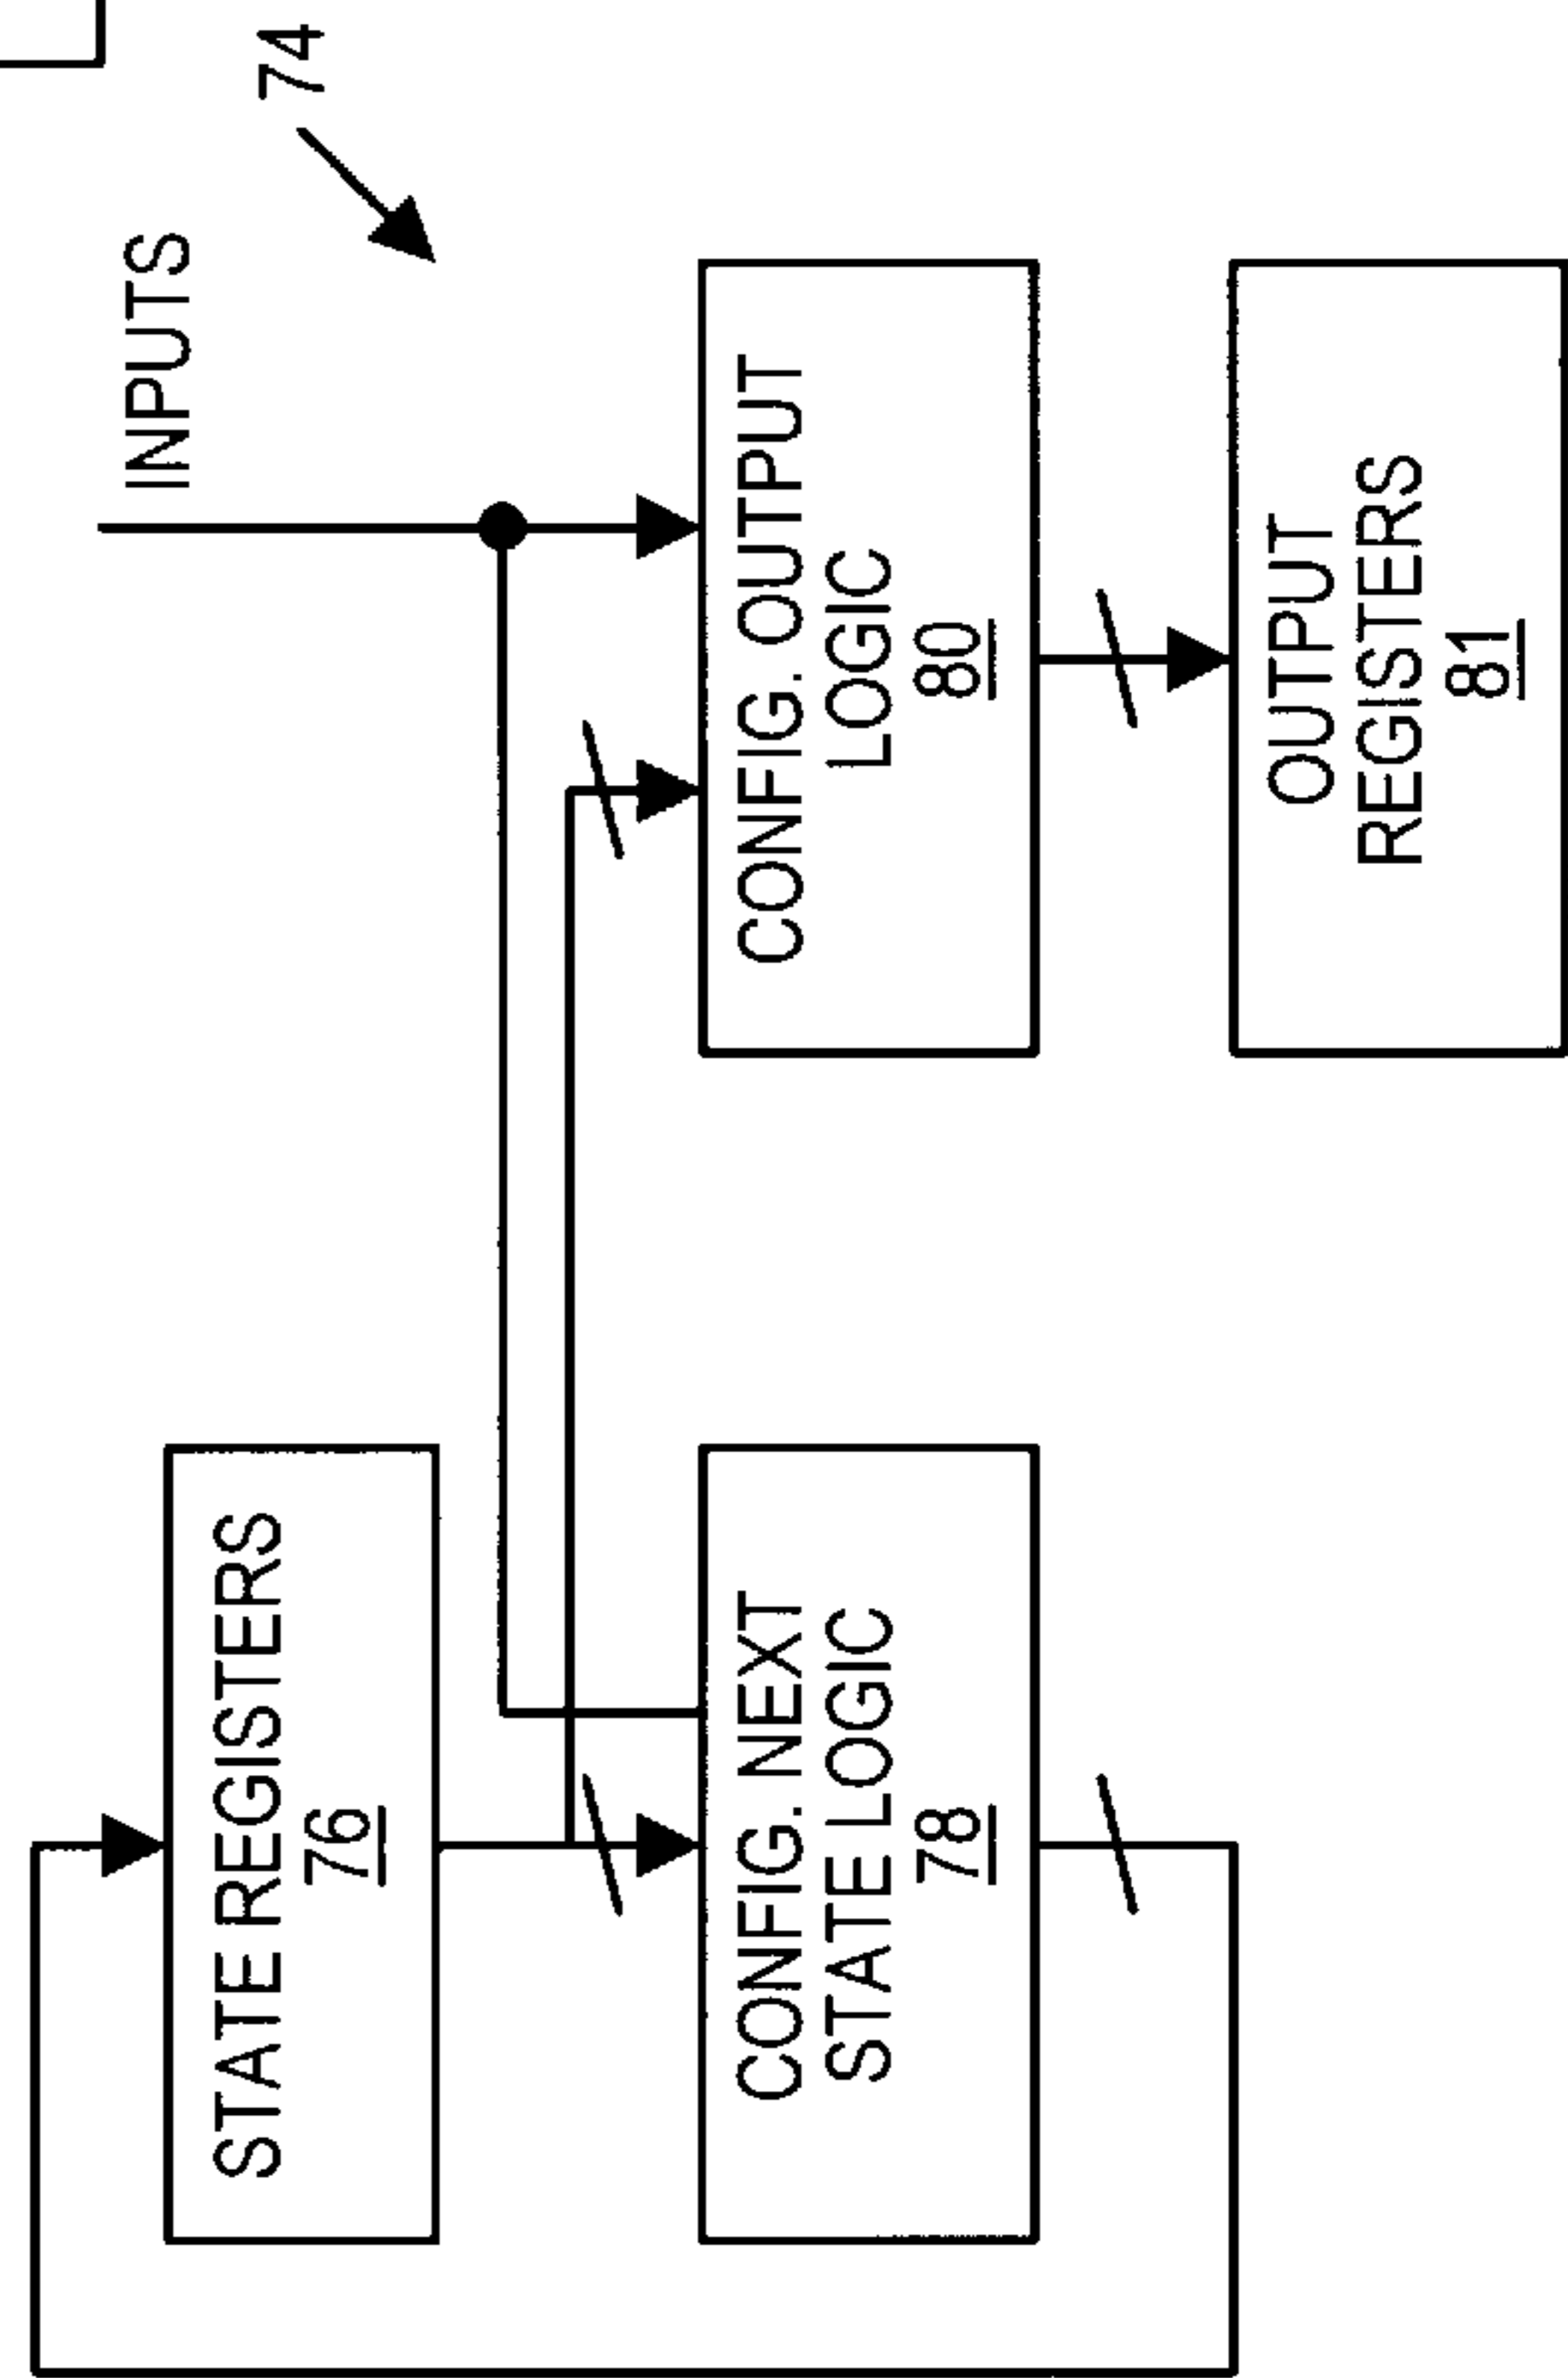 74
INPUTS
STATE REGISTERS
76
CONFIG. NEXT
STATE LOGIC
78
CONFIG. OUTPUT
LOGIC
80
OUTPUT
REGISTERS
81